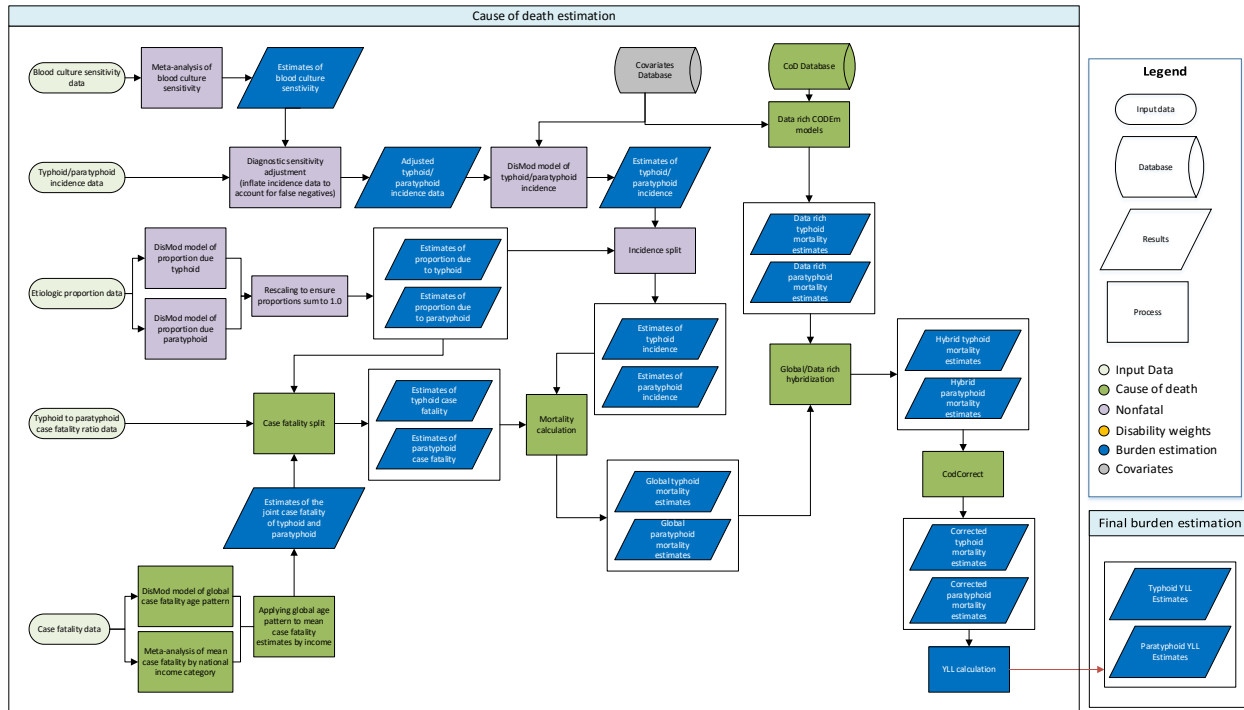 Cause of death estimation
Blood culture sensitivity
data
Meta-analysis of
blood culture
sensitivity
Estimates of
blood culture
senstiviity
Covariates
Database
CoD Database
Data rich CODEm
models
Typhoid/paratyphoid
incidence data
Diagnostic sensitivity
adjustment
(inflate incidence data to
account for false negatives)
Adjusted
typhoid/
paratyphoid
incidence data
DisMod model of
typhoid/paratyphoid
incidence
Estimates of
typhoid/
paratyphoid
incidence
Data rich
typhoid
mortality
estimates
Data rich
paratyphoid
mortality
estimates
Etiologic proportion data
DisMod model of
proportion due
typhoid
DisMod model of
proportion due
paratyphoid
Rescaling to ensure
proportions sum to 1.0
Estimates of
proportion due
to typhoid
Estimates of
proportion due
to paratyphoid
Incidence split
Estimates of
typhoid
incidence
Estimates of
paratyphoid
incidence
Global/Data rich
hybridization
Hybrid typhoid
mortality
estimates
Hybrid
paratyphoid
mortality
estimates
Typhoid to paratyphoid
case fatality ratio data
Case fatality split
Estimates of
typhoid case
fatality
Estimates of
paratyphoid
case fatality
Mortality
calculation
Global typhoid
mortality
estimates
Global
paratyphoid
mortality
estimates
CodCorrect
Estimates of the
joint case fatality
of typhoid and
paratyphoid
Corrected
typhoid
mortality
estimates
Corrected
paratyphoid
mortality
estimates
Case fatality data
DisMod model of global
case fatality age pattern
Meta-analysis of mean
case fatality by national
income category
Applying global age
pattern to mean
case fatality
estimates by income
YLL calculation
Legend
Input data
Database
Results
Process
Input Data
Cause of death
Nonfatal
Disability weights
Burden estimation
Covariates
Final burden estimation
Typhoid YLL
Estimates
Paratyphoid YLL
Estimates